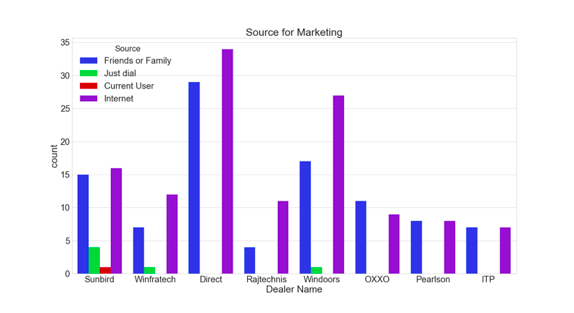 Source for Marketing
Source
Friends or Family
Just dial
Current User
Internet
count
35
30
25
20
15
10
5
0
Sunbird Winfratech Direct Rajtechnis Windoors OXXO Pearlson ITP
Dealer Name